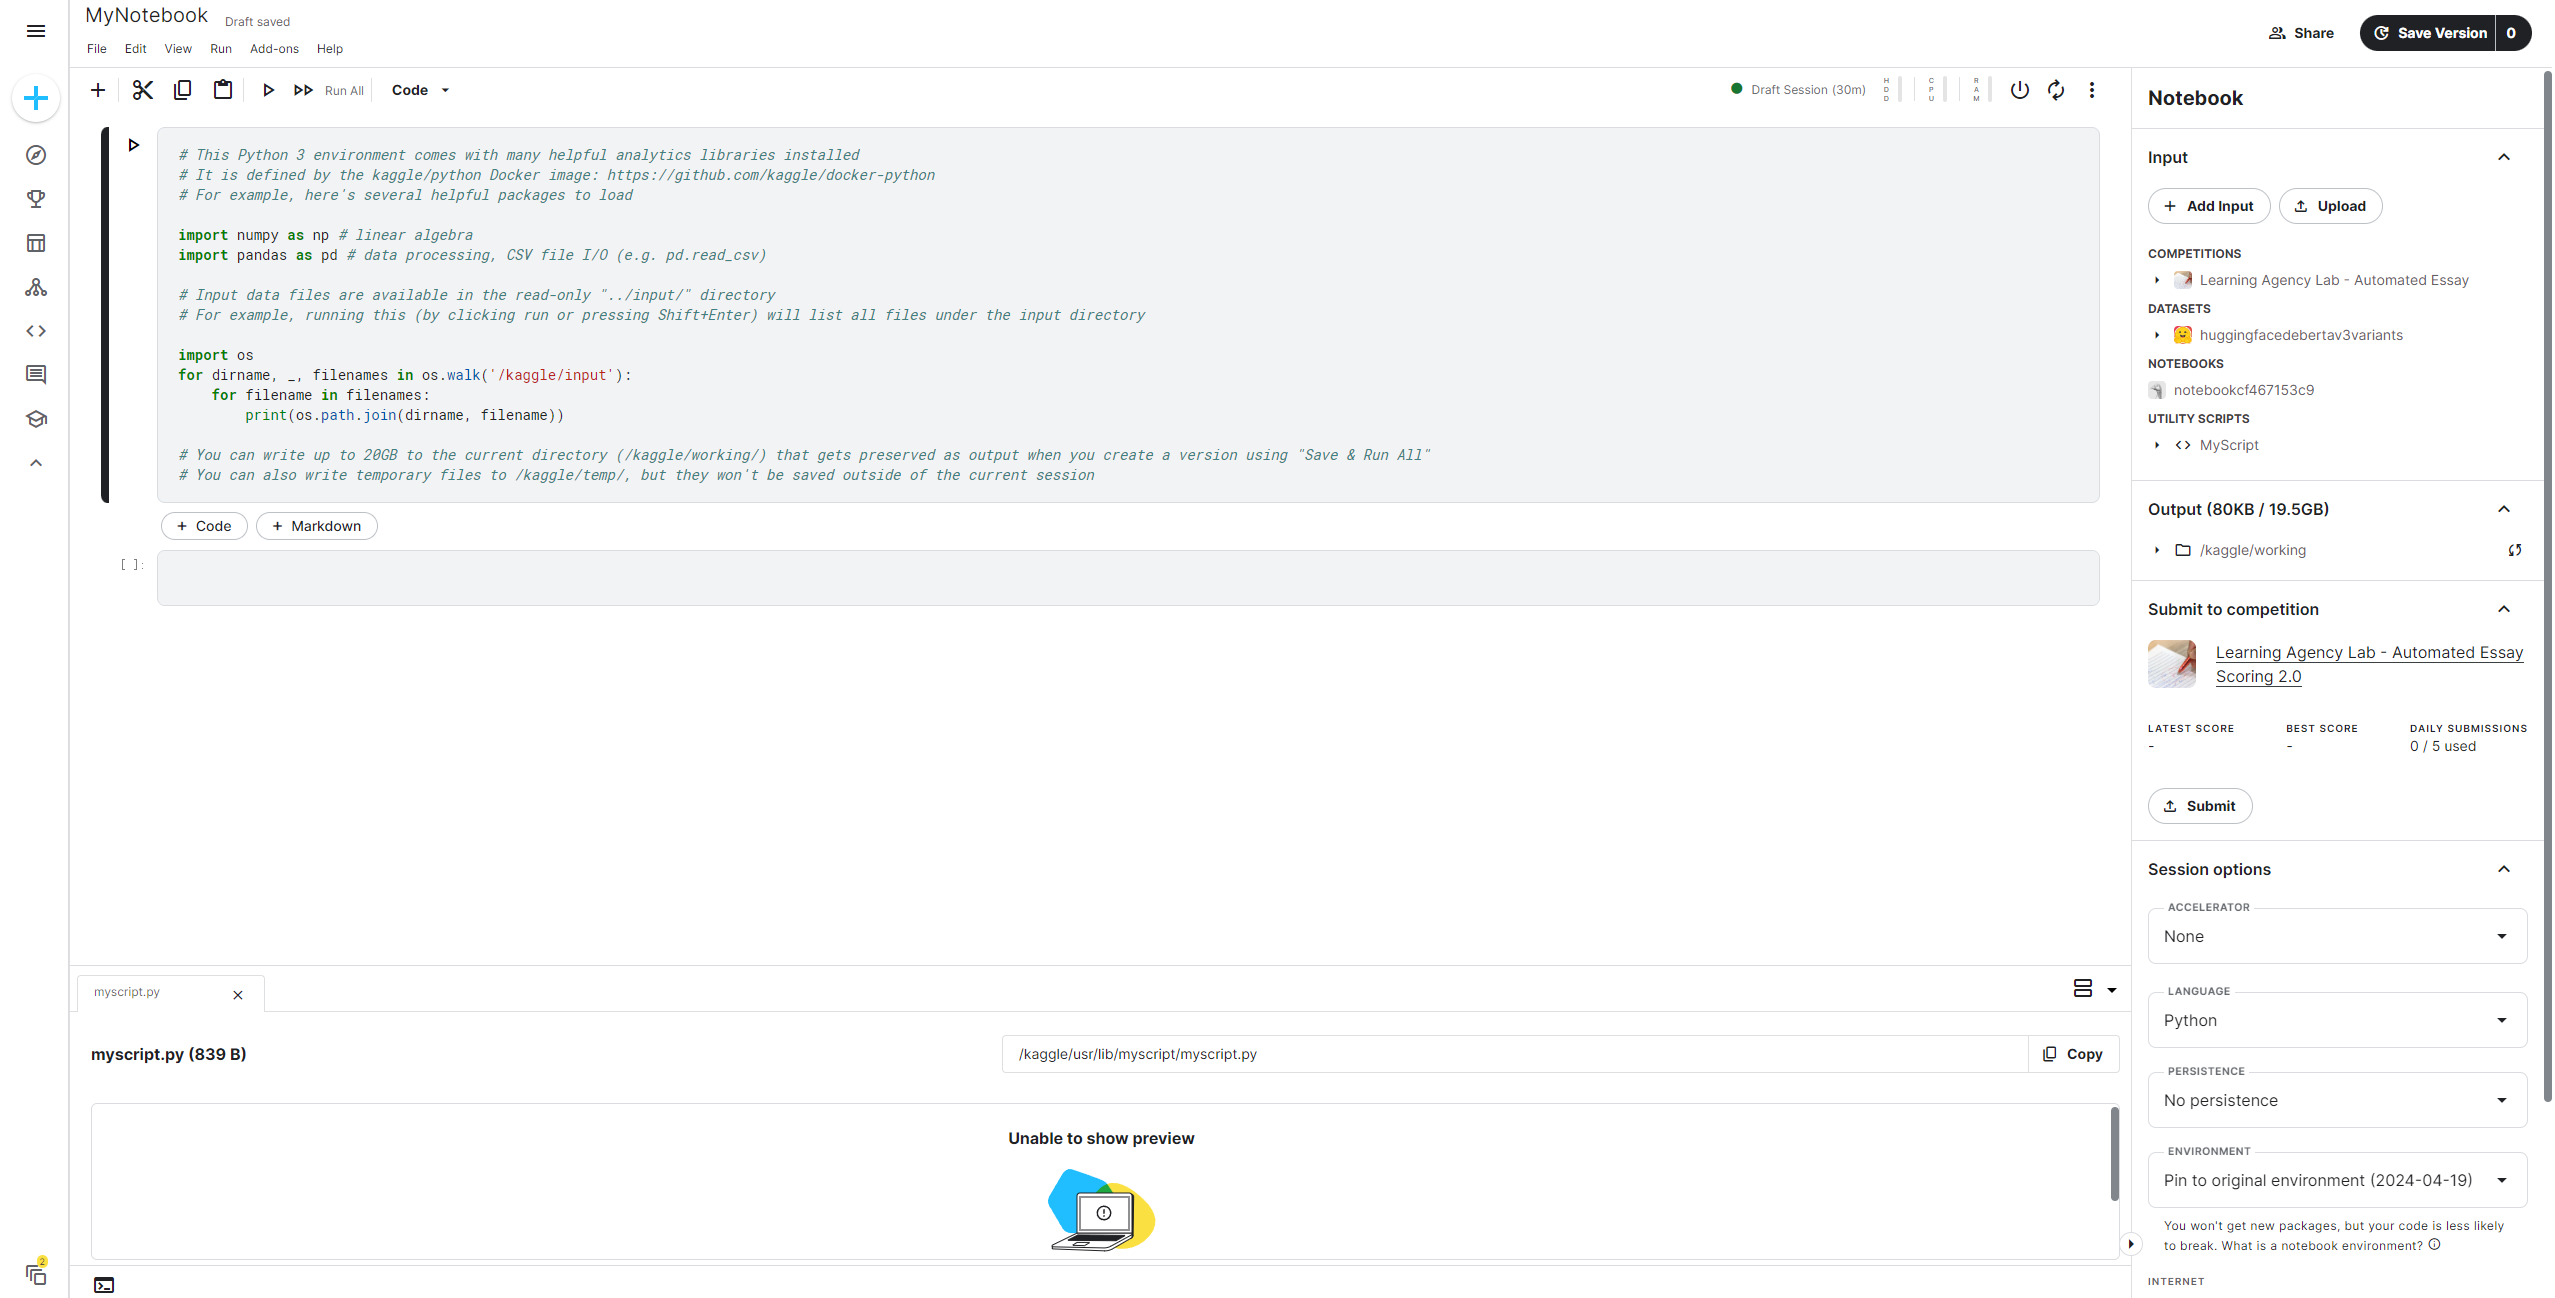 MyNotebook Draft saved
File Edit View Run Add-ons Help
Share
Save Version 0
Run All Code
Draft Session (30m)
HDD
CPU
RAM
# This Python 3 environment comes with many helpful analytics libraries installed
# It is defined by the kaggle/python Docker image: https://github.com/kaggle/docker-python
# For example, here's several helpful packages to load
import numpy as np # linear algebra
import pandas as pd # data processing, CSV file I/O (e.g. pd.read_csv)
# Input data files are available in the read-only "../input/" directory
# For example, running this (by clicking run or pressing Shift+Enter) will list all files under the input directory
import os
for dirname, _, filenames in os.walk('/kaggle/input'):
    for filename in filenames:
        print(os.path.join(dirname, filename))
# You can write up to 20GB to the current directory (/kaggle/working/) that gets preserved as output when you create a version using "Save & Run All"
# You can also write temporary files to /kaggle/temp/, but they won't be saved outside of the current session
+ Code + Markdown
[ ]:
myscript.py
myscript.py (839 B)
/kaggle/usr/lib/myscript/myscript.py
Copy
Unable to show preview
2
Notebook
Input
+ Add Input Upload
COMPETITIONS
Learning Agency Lab - Automated Essay
DATASETS
huggingfacedebertav3variants
NOTEBOOKS
notebookcf467153c9
UTILITY SCRIPTS
<> MyScript
Output (80KB / 19.5GB)
/kaggle/working
Submit to competition
Learning Agency Lab - Automated Essay
Scoring 2.0
LATEST SCORE BEST SCORE DAILY SUBMISSIONS
- - 0 / 5 used
Submit
Session options
ACCELERATOR
None
LANGUAGE
Python
PERSISTENCE
No persistence
ENVIRONMENT
Pin to original environment (2024-04-19)
You won't get new packages, but your code is less likely
to break. What is a notebook environment?
INTERNET